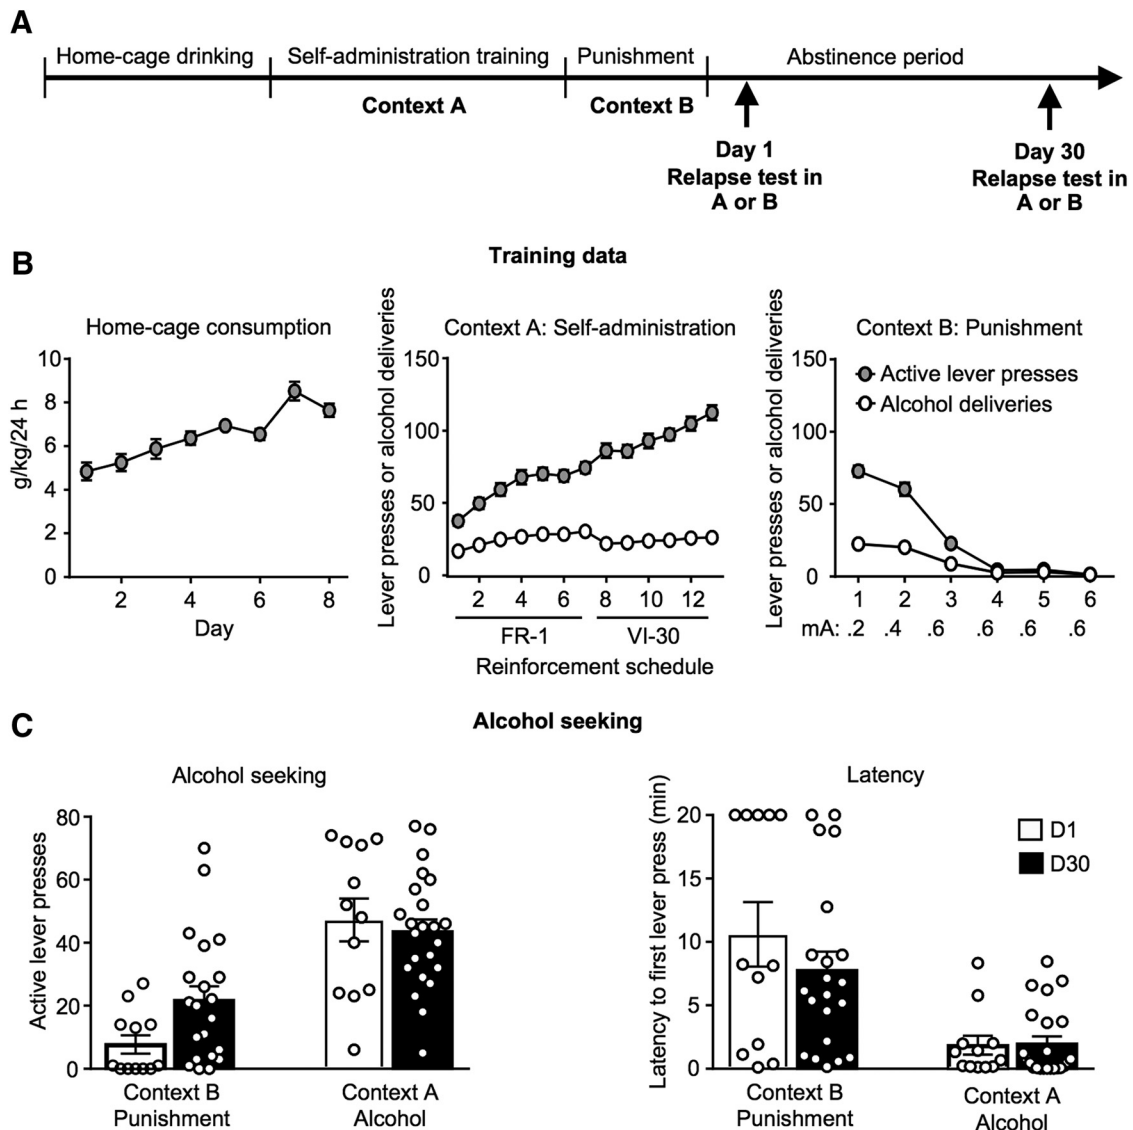 A
Home-cage drinking
Self-administration training
Punishment
Abstinence period
Context A
Context B
Day 1
Relapse test in
A or B
Day 30
Relapse test in
A or B
B
Training data
Home-cage consumption
g/kg/24 h
10
8
6
4
2
0
2 4 6 8
Day
Context A: Self-administration
Lever presses or alcohol deliveries
150
100
50
0
2 4 6 8 10 12
FR-1 VI-30
Reinforcement schedule
Context B: Punishment
Lever presses or alcohol deliveries
Active lever presses
Alcohol deliveries
150
100
50
0
1 2 3 4 5 6
mA: .2 .4 .6 .6 .6 .6
C
Alcohol seeking
Alcohol seeking
Active lever presses
80
60
40
20
0
Context B
Punishment
Context A
Alcohol
Latency
Latency to first lever press (min)
20
15
10
5
0
D1
D30
Context B
Punishment
Context A
Alcohol